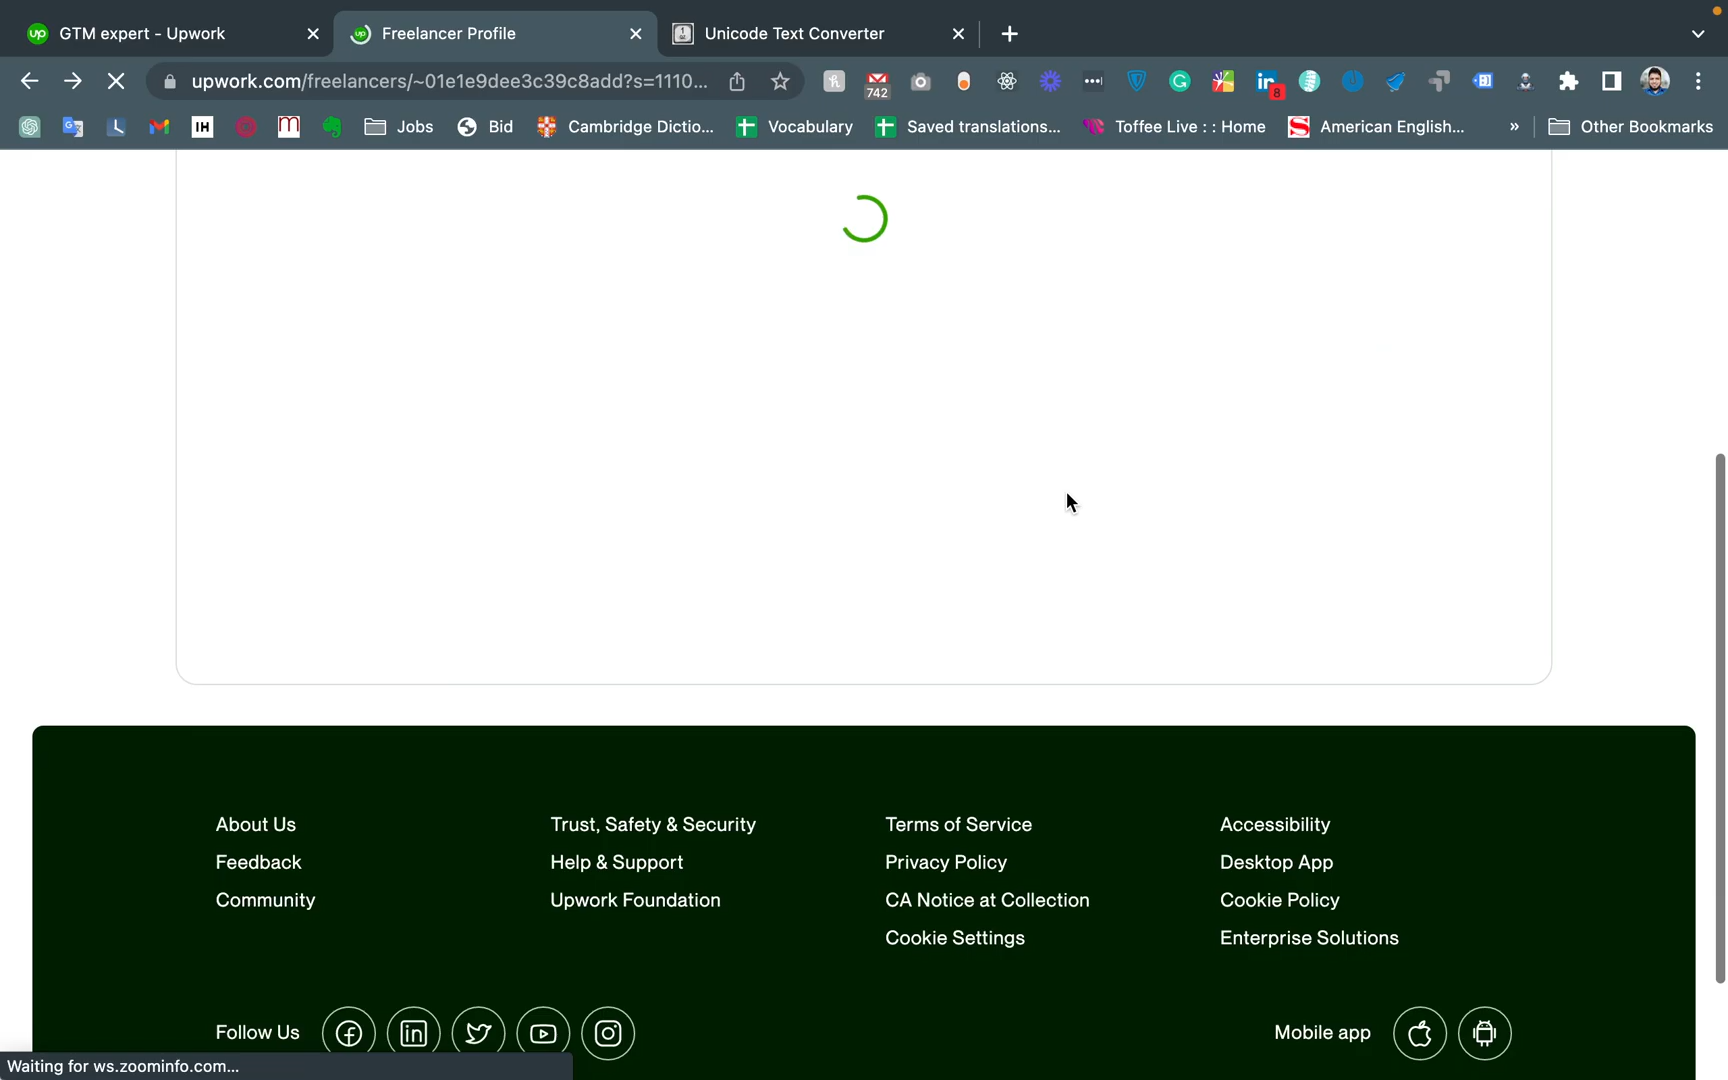 GTM expert - Upwork
Freelancer Profile
Unicode Text Converter
upwork.com/freelancers/~01e1e9dee3c39c8add?s=1110...
742
8
Jobs
Bid
Cambridge Dictio...
Vocabulary
Saved translations...
Toffee Live : : Home
American English...
»
Other Bookmarks
About Us
Trust, Safety & Security
Terms of Service
Accessibility
Feedback
Help & Support
Privacy Policy
Desktop App
Community
Upwork Foundation
CA Notice at Collection
Cookie Policy
Cookie Settings
Enterprise Solutions
Follow Us
Mobile app
Waiting for ws.zoominfo.com...